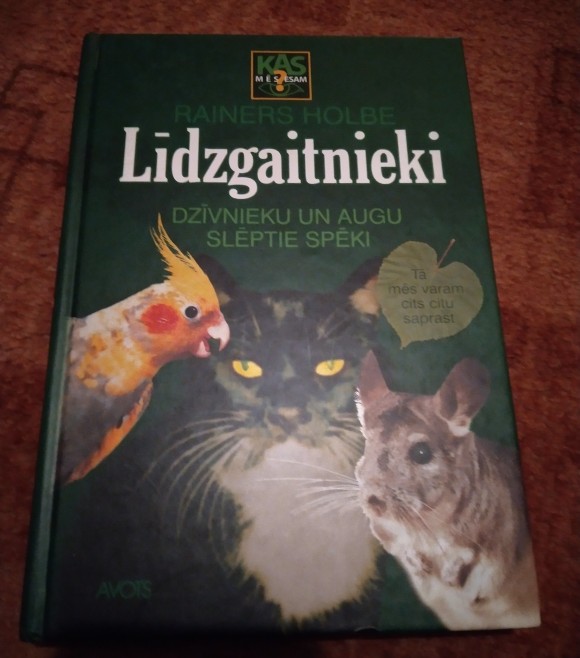 KAS
MĒS ESAM
?
RAINERS HOLBE
Līdzgaitnieki
DZĪVNIEKU UN AUGU
SLĒPTIE SPĒKI
Tā
mēs varam
cits citu
saprast
AVOTS